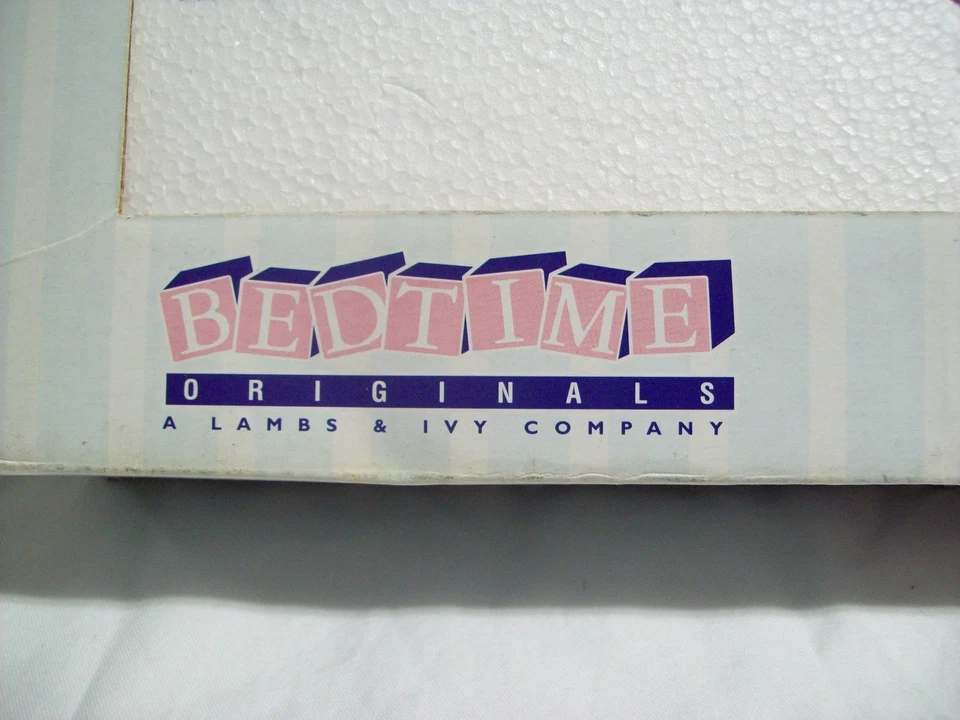 BEDTIME
ORIGINALS
A LAMBS & IVY COMPANY